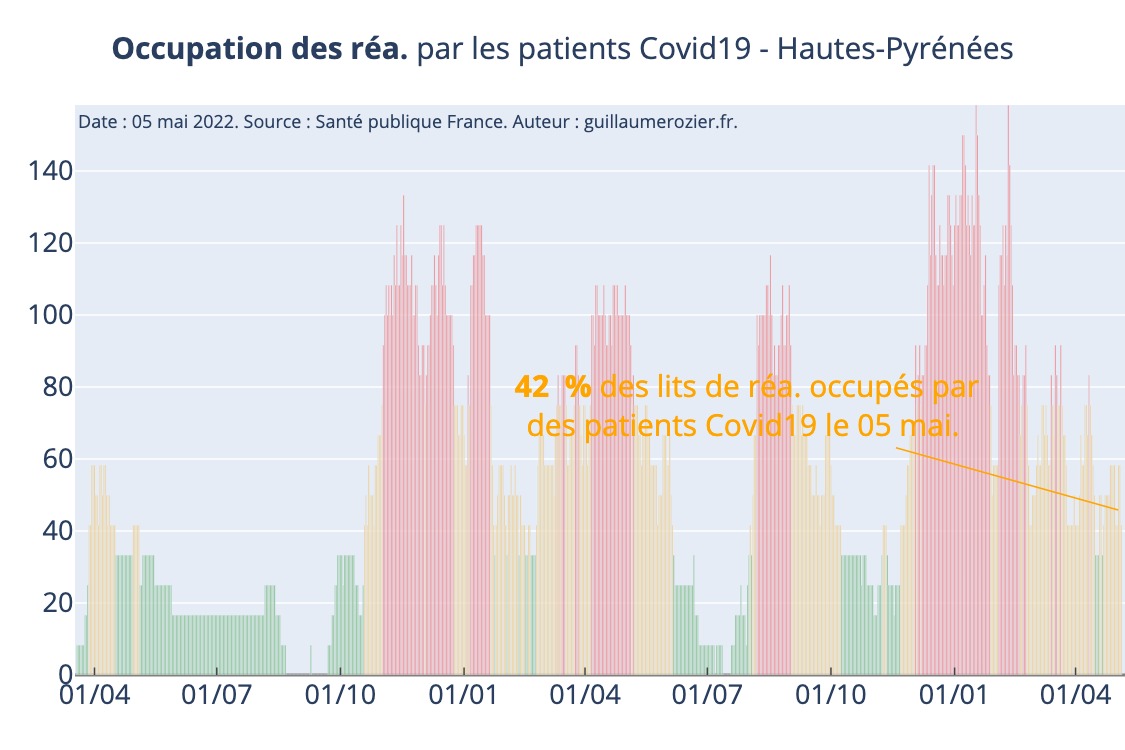 Occupation des réa. par les patients Covid19 - Hautes-Pyrénées
Date : 05 mai 2022. Source : Santé publique France. Auteur : guillaumerozier.fr.
140
120
100
80
60
40
20
0
42 % des lits de réa. occupés par
des patients Covid19 le 05 mai.
01/04 01/07 01/10 01/01 01/04 01/07 01/10 01/01 01/04